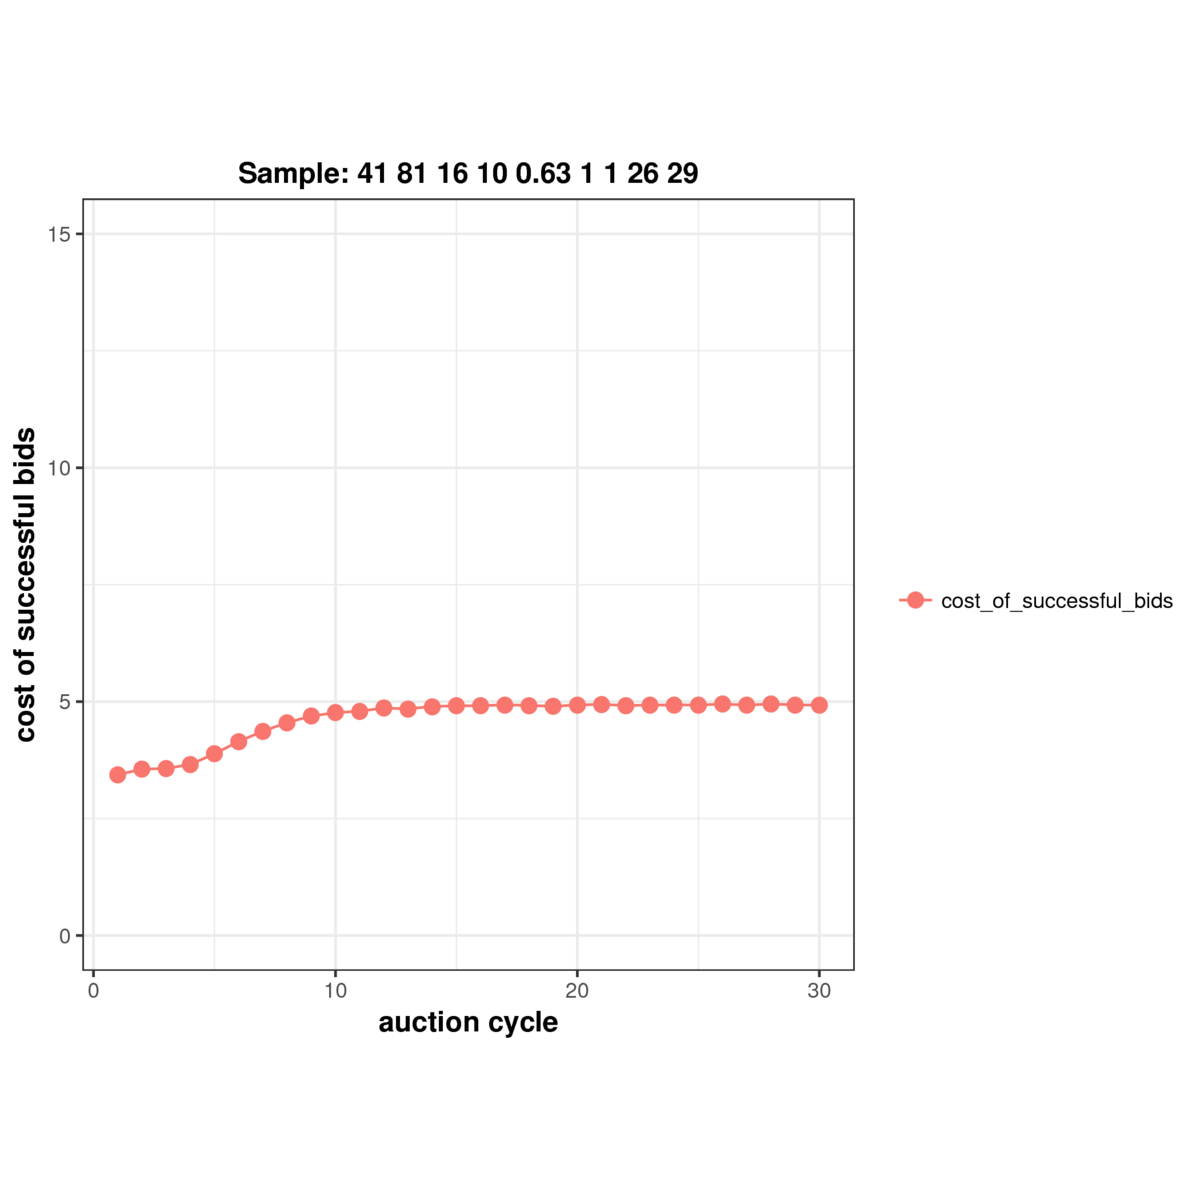 Sample: 41 81 16 10 0.63 1 1 26 29
15
10
5
0
cost of successful bids
0 10 20 30
auction cycle
cost_of_successful_bids